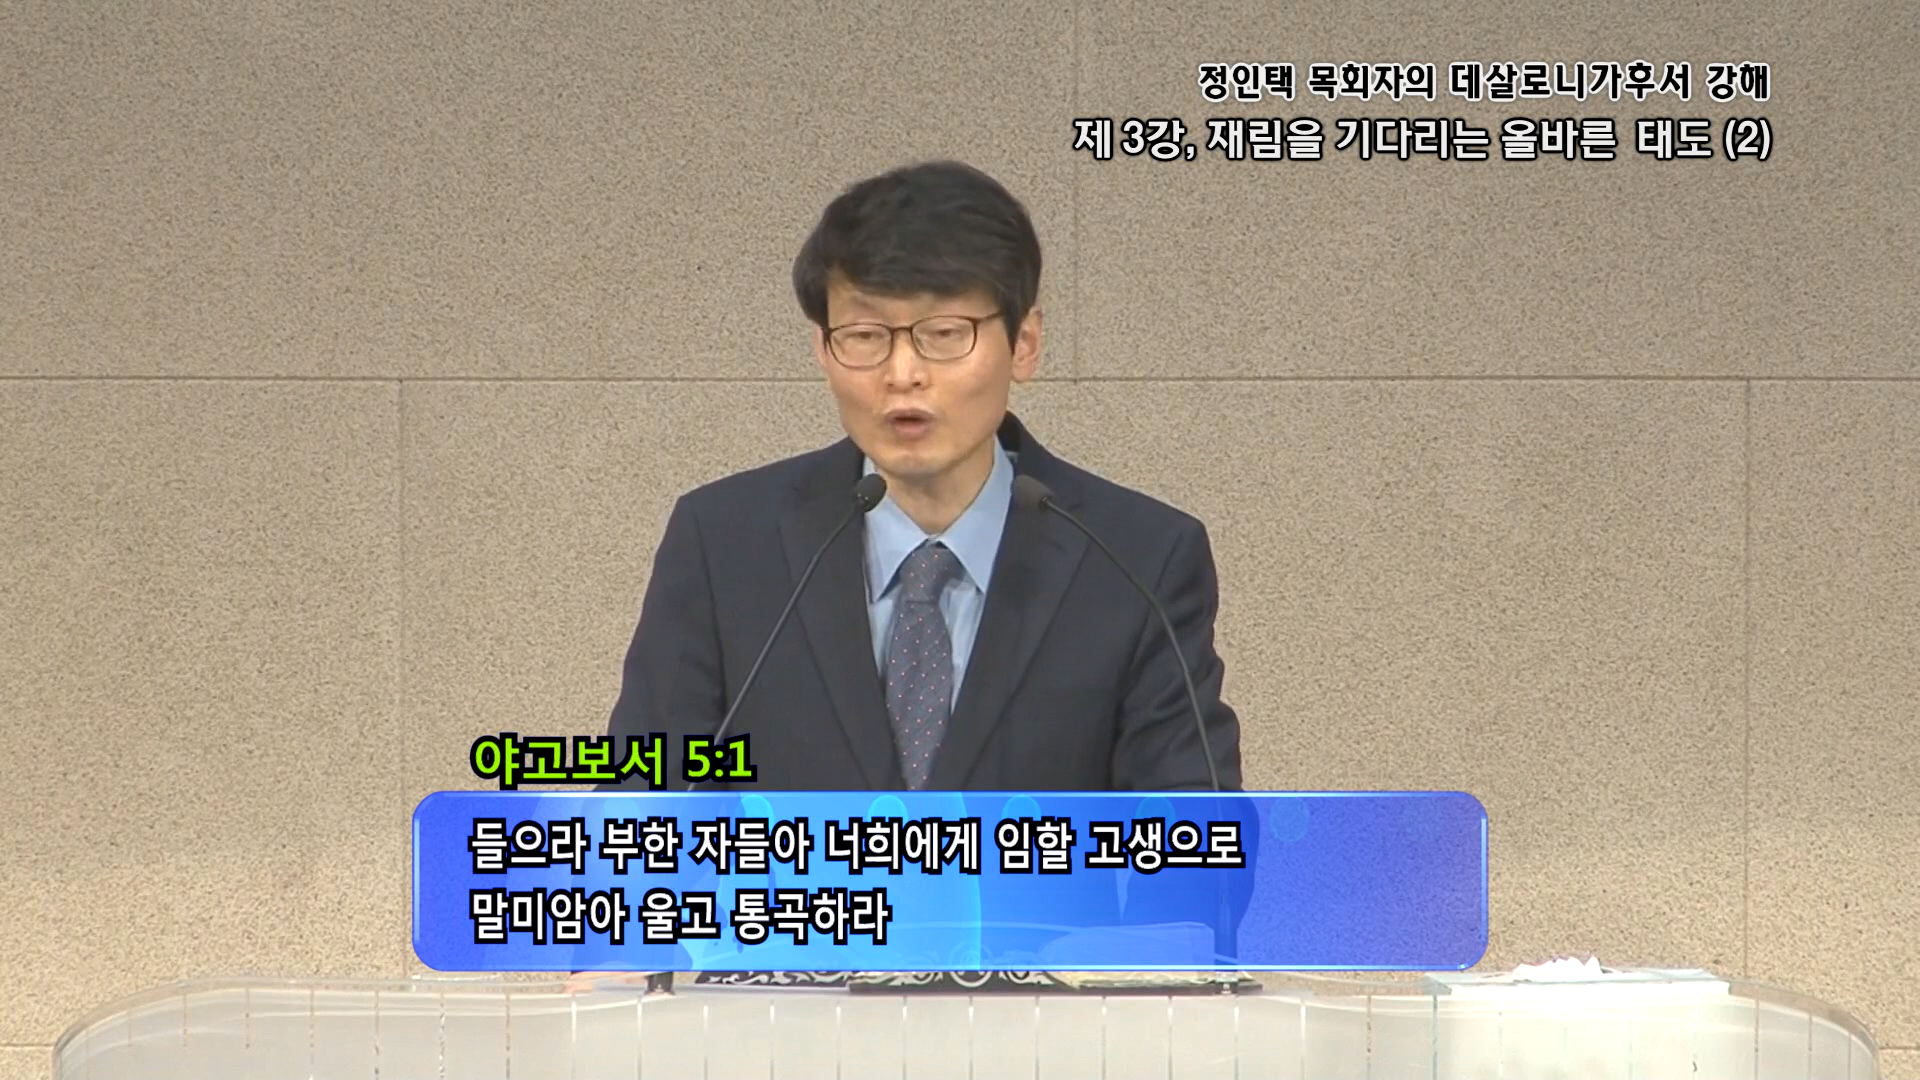 정인택 목회자의 데살로니가후서 강해
제 3강, 재림을 기다리는 올바른 태도 (2)
야고보서 5:1
들으라 부한 자들아 너희에게 임할 고생으로
말미암아 울고 통곡하라